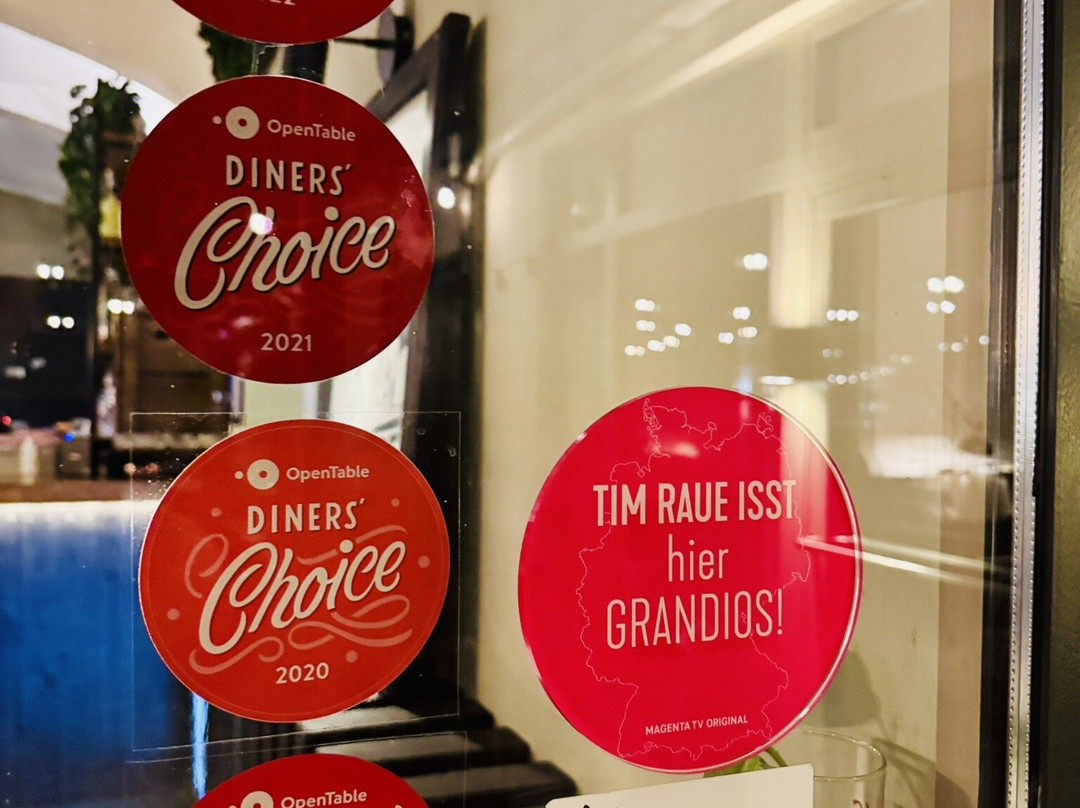 OpenTable
DINERS'
Choice
2021
OpenTable
DINERS'
Choice
2020
TIM RAUE ISST
hier
GRANDIOS!
MAGENTA TV ORIGINAL
OpenTable